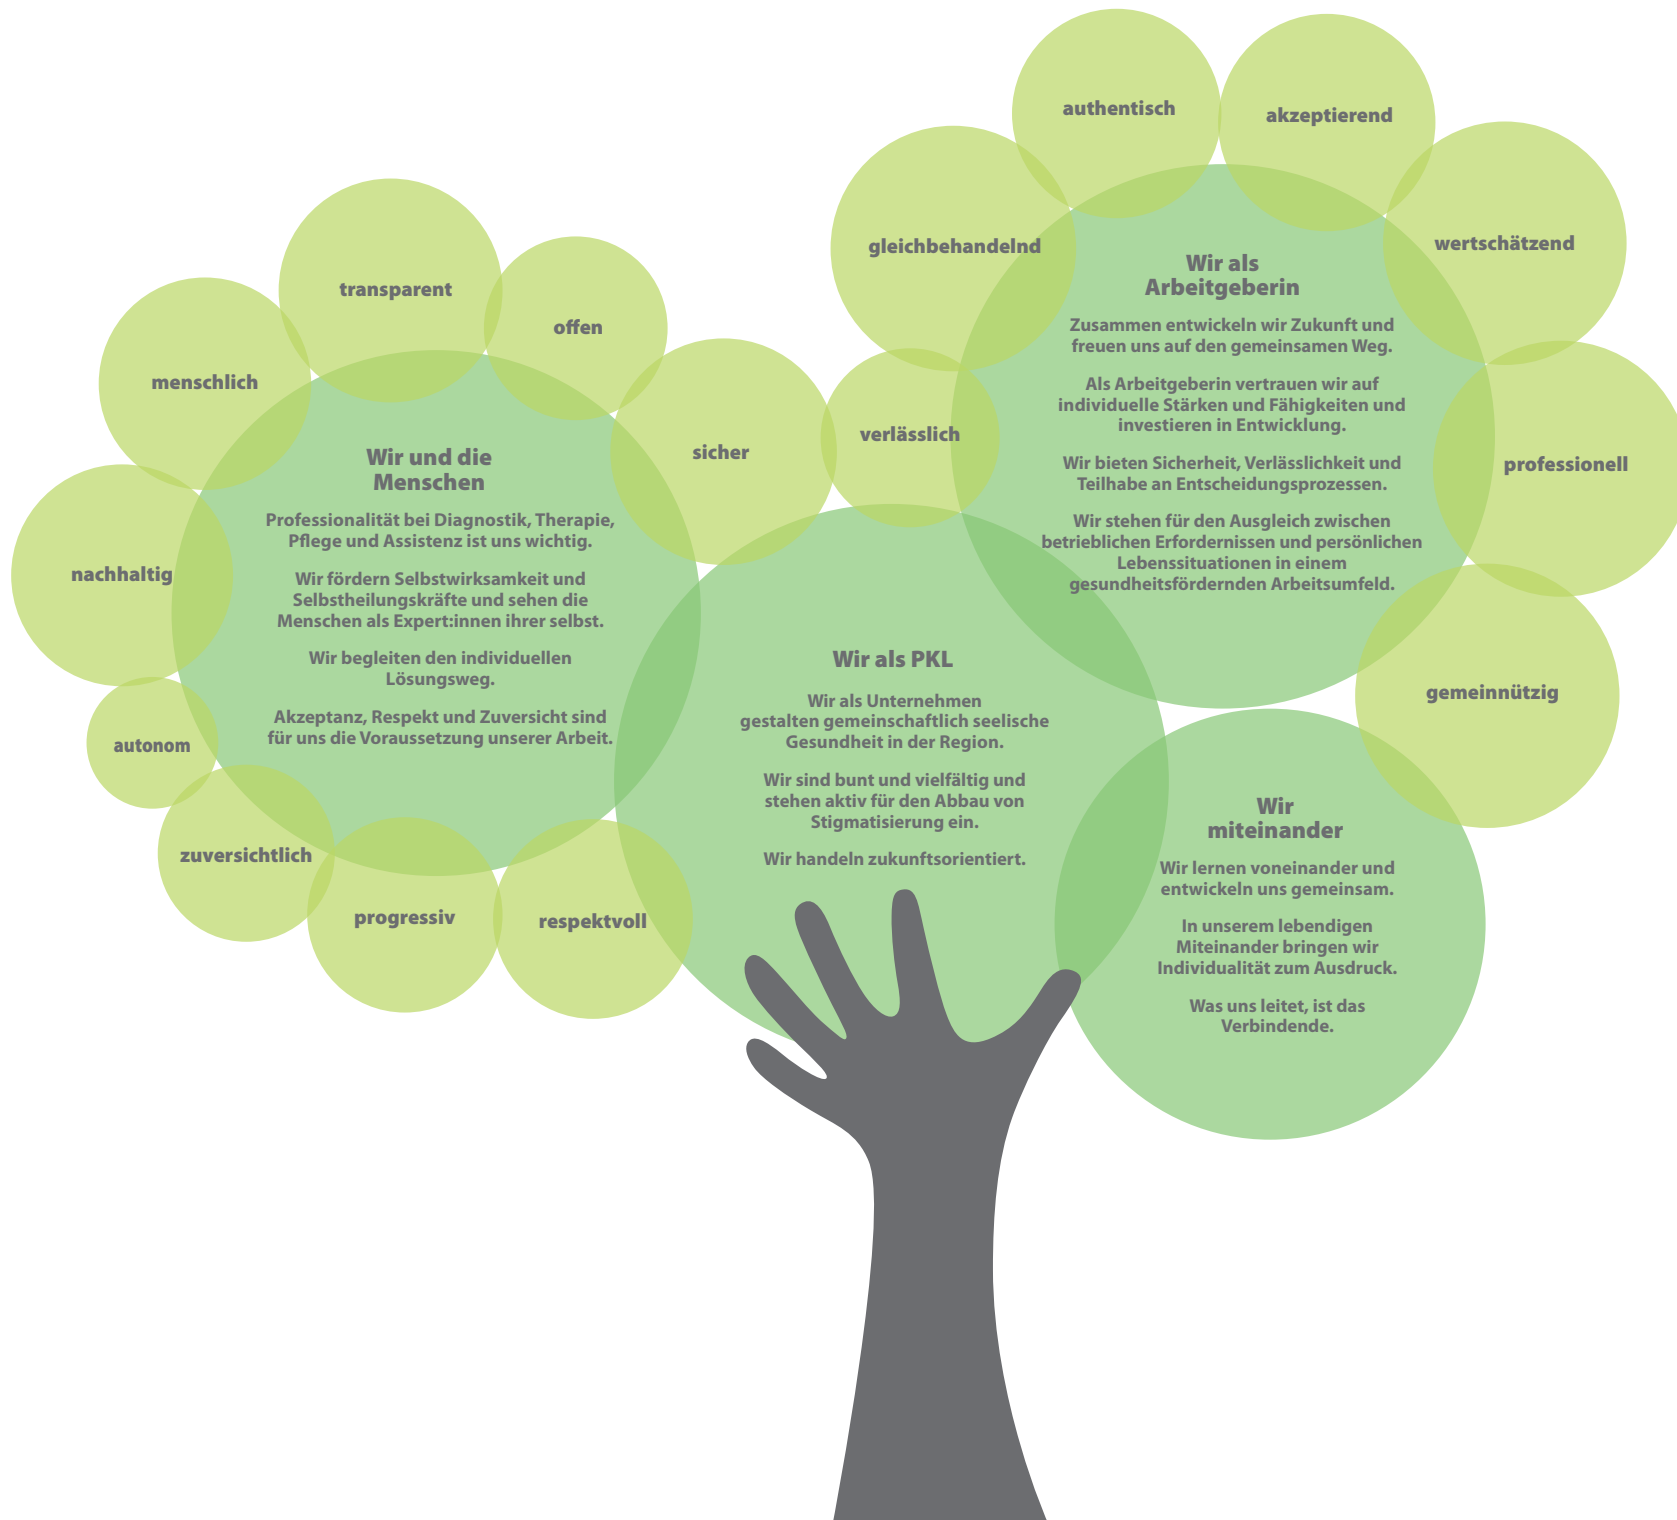 authentisch
akzeptierend
gleichbehandelnd
wertschätzend
transparent
offen
menschlich
sicher
verlässlich
professionell
nachhaltig
autonom
zuversichtlich
progressiv
respektvoll
gemeinnützig
Wir und die
Menschen
Professionalität bei Diagnostik, Therapie,
Pflege und Assistenz ist uns wichtig.
Wir fördern Selbstwirksamkeit und
Selbstheilungskräfte und sehen die
Menschen als Expert:innen ihrer selbst.
Wir begleiten den individuellen
Lösungsweg.
Akzeptanz, Respekt und Zuversicht sind
für uns die Voraussetzung unserer Arbeit.
Wir als
Arbeitgeberin
Zusammen entwickeln wir Zukunft und
freuen uns auf den gemeinsamen Weg.
Als Arbeitgeberin vertrauen wir auf
individuelle Stärken und Fähigkeiten und
investieren in Entwicklung.
Wir bieten Sicherheit, Verlässlichkeit und
Teilhabe an Entscheidungsprozessen.
Wir stehen für den Ausgleich zwischen
betrieblichen Erfordernissen und persönlichen
Lebenssituationen in einem
gesundheitsfördernden Arbeitsumfeld.
Wir als PKL
Wir als Unternehmen
gestalten gemeinschaftlich seelische
Gesundheit in der Region.
Wir sind bunt und vielfältig und
stehen aktiv für den Abbau von
Stigmatisierung ein.
Wir handeln zukunftsorientiert.
Wir
miteinander
Wir lernen voneinander und
entwickeln uns gemeinsam.
In unserem lebendigen
Miteinander bringen wir
Individualität zum Ausdruck.
Was uns leitet, ist das
Verbindende.